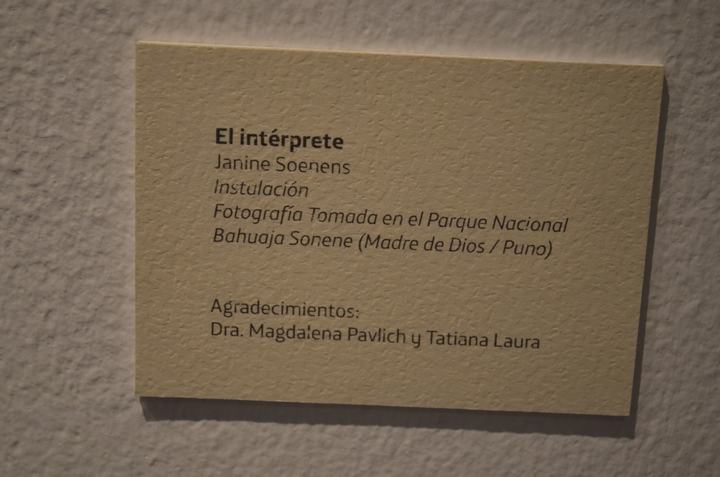 El intérprete
Janine Soenens
Instulación
Fotografía Tomada en el Parque Nacional
Bahuaja Sonene (Madre de Dios / Puno)
Agradecimientos:
Dra. Magdalena Pavlich y Tatiana Laura